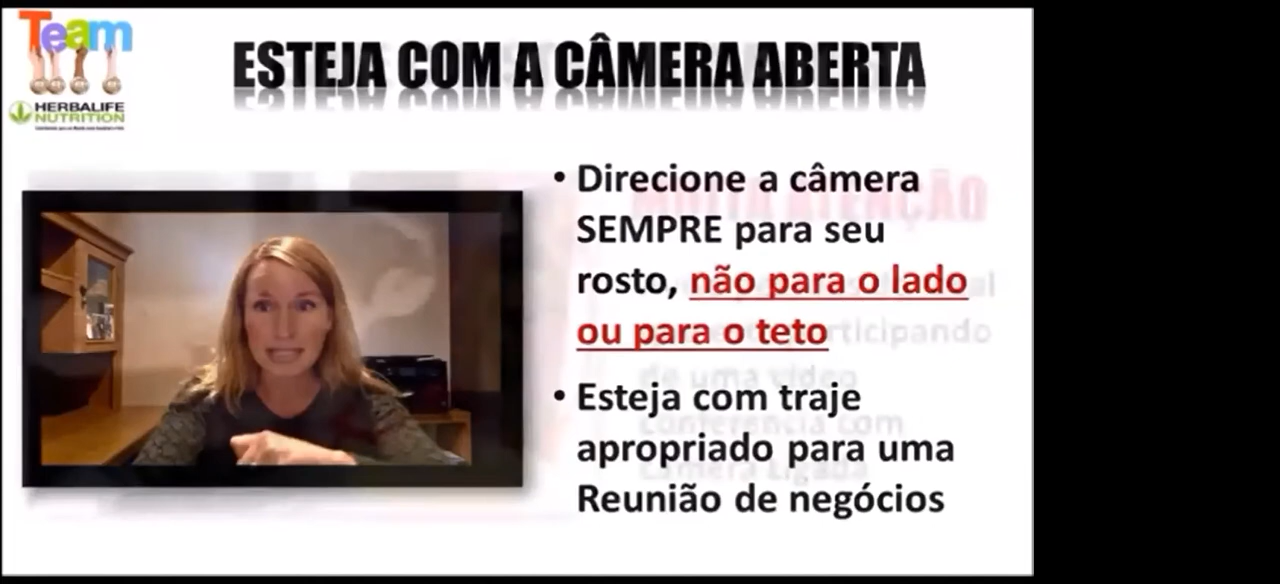 Team
HERBALIFE
NUTRITION
ESTEJA COM A CÂMERA ABERTA
• Direcione a câmera
SEMPRE para seu
rosto, não para o lado
ou para o teto
• Esteja com traje
apropriado para uma
Reunião de negócios